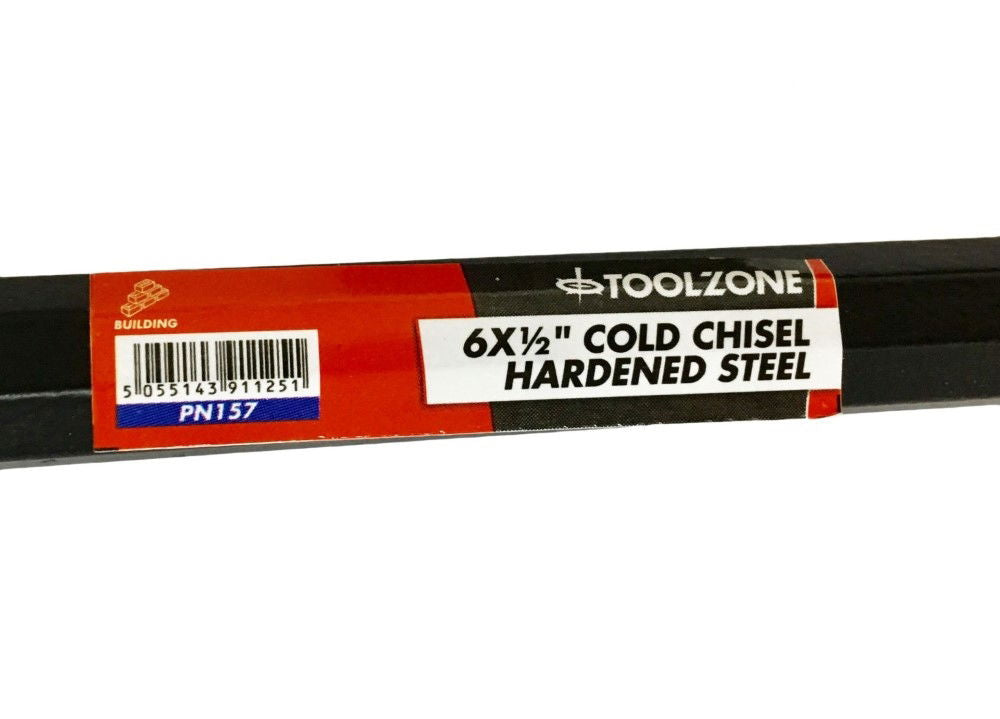 BUILDING
5 055143 911251
PN157
TOOLZONE
6X½" COLD CHISEL
HARDENED STEEL